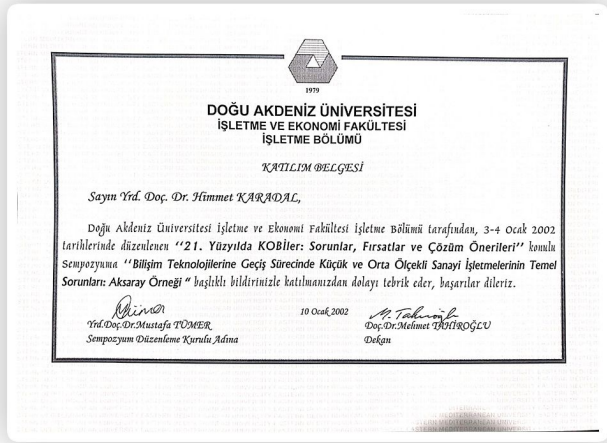 1979
DOĞU AKDENİZ ÜNİVERSİTESİ
İŞLETME VE EKONOMİ FAKÜLTESİ
İŞLETME BÖLÜMÜ
KATILIM BELGESİ
Sayın Yrd. Doç. Dr. Himmet KARADAL,
Doğu Akdeniz Üniversitesi İşletme ve Ekonomi Fakültesi İşletme Bölümü tarafından, 3-4 Ocak 2002
tarihlerinde düzenlenen ‘‘21. Yüzyılda KOBİler: Sorunlar, Fırsatlar ve Çözüm Önerileri’’ konulu
Sempozyuma ‘‘Bilişim Teknolojilerine Geçiş Sürecinde Küçük ve Orta Ölçekli Sanayi İşletmelerinin Temel
Sorunları: Aksaray Örneği “ başlıklı bildirinizle katılmanızdan dolayı tebrik eder, başarılar dileriz.
10 Ocak 2002
Yrd.Doç.Dr.Mustafa TÜMER
Doç.Dr.Mehmet TAHİROĞLU
Sempozyum Düzenleme Kurulu Adına
Dekan